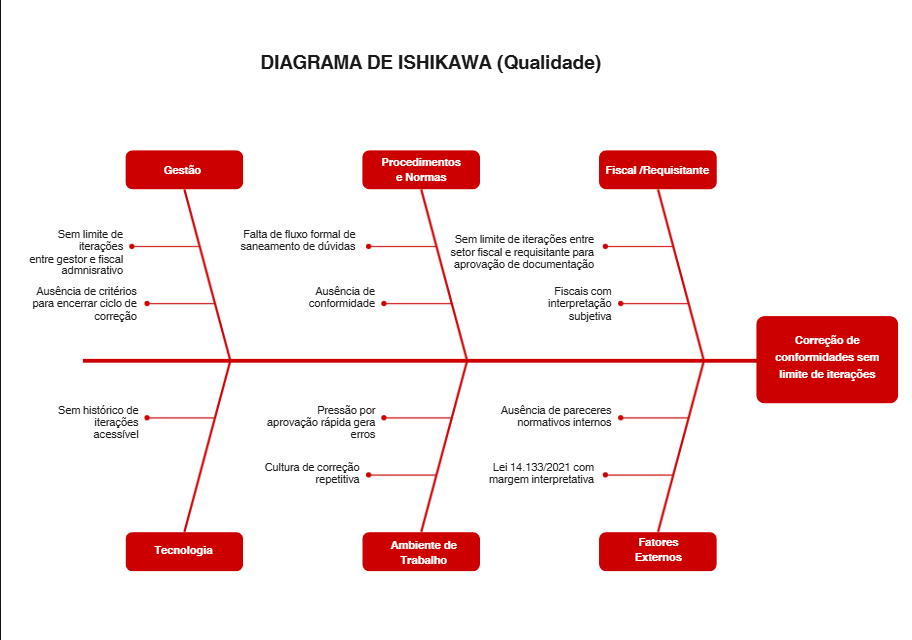 DIAGRAMA DE ISHIKAWA (Qualidade)
Gestão
Procedimentos
e Normas
Fiscal /Requisitante
Sem limite de
iterações
entre gestor e fiscal
admnisrativo
Falta de fluxo formal de
saneamento de dúvidas
Sem limite de iterações entre
setor fiscal e requisitante para
aprovação de documentação
Ausência de critérios
para encerrar ciclo de
correção
Ausência de
conformidade
Fiscais com
interpretação
subjetiva
Correção de
conformidades sem
limite de iterações
Sem histórico de
iterações
acessível
Pressão por
aprovação rápida gera
erros
Ausência de pareceres
normativos internos
Cultura de correção
repetitiva
Lei 14.133/2021 com
margem interpretativa
Tecnologia
Ambiente de
Trabalho
Fatores
Externos